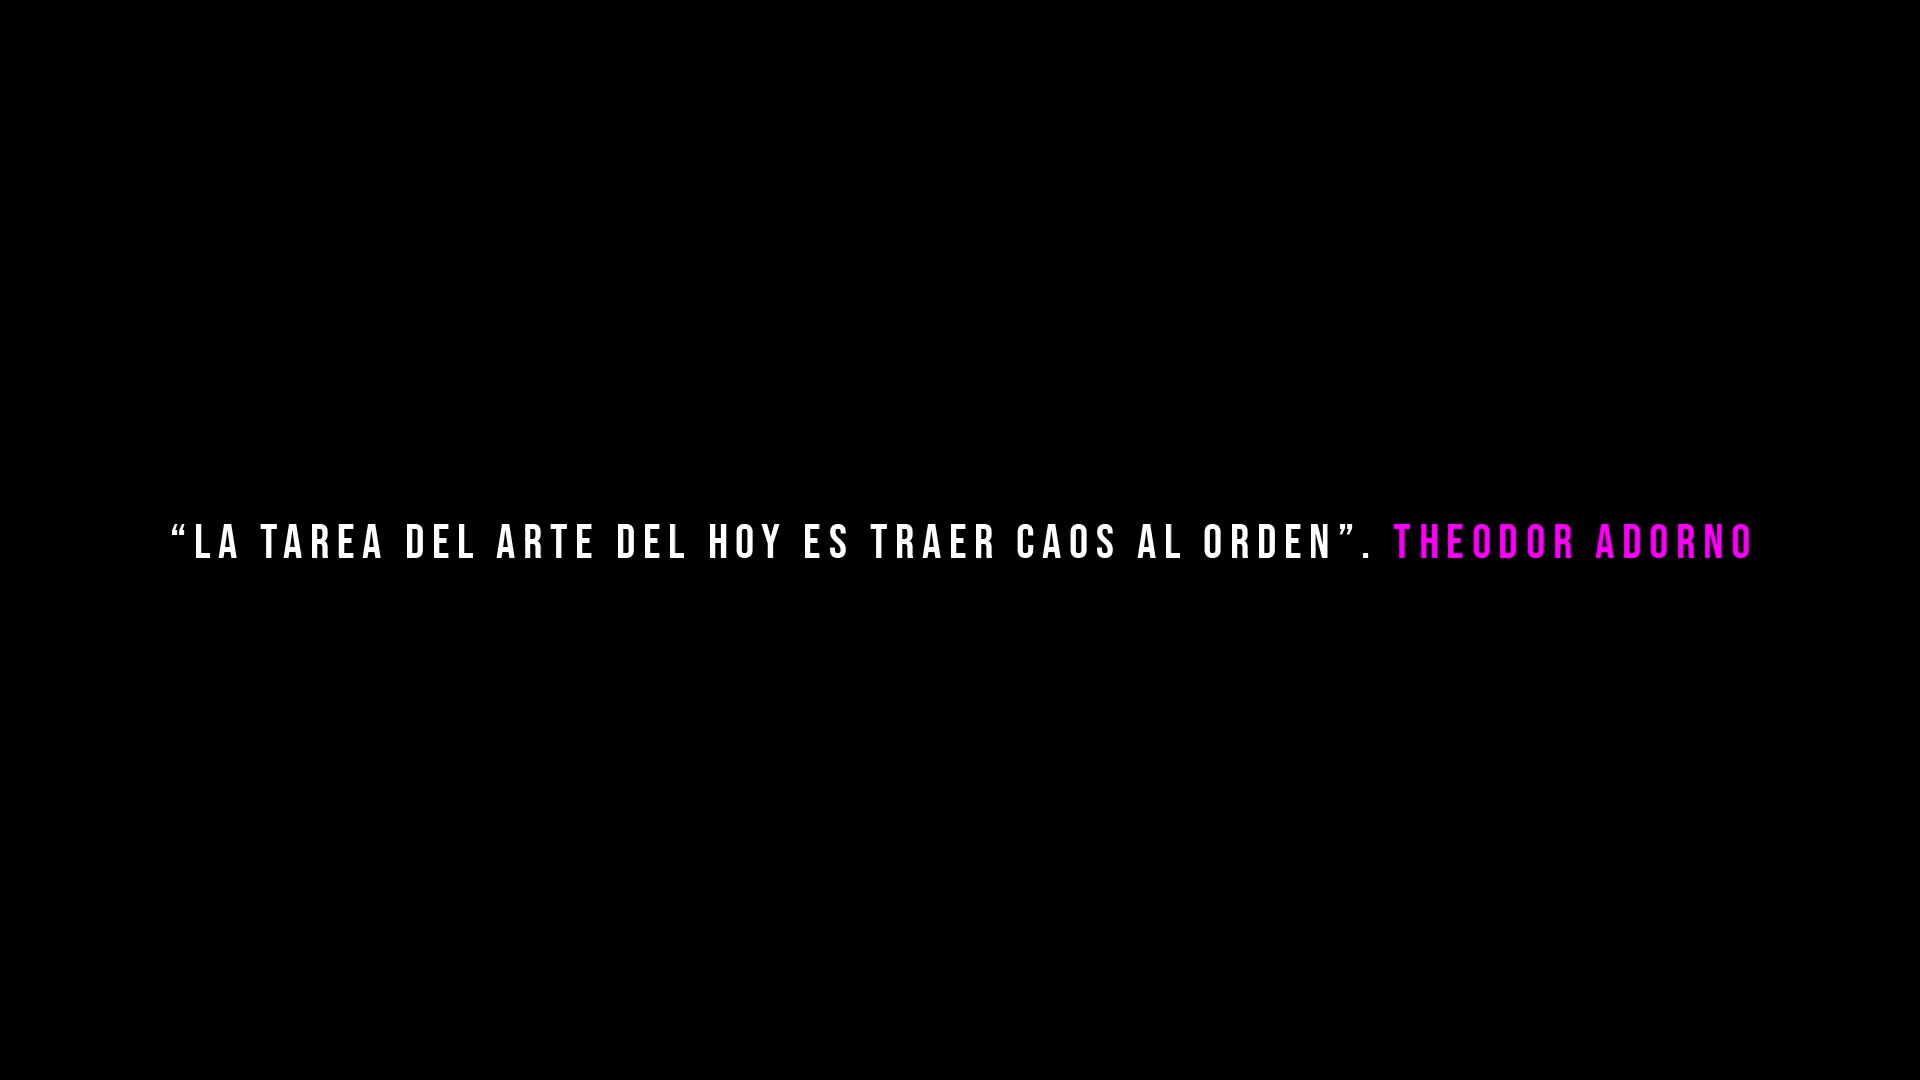 “LA TAREA DEL ARTE DEL HOY ES TRAER CAOS AL ORDEN”. THEODOR ADORNO